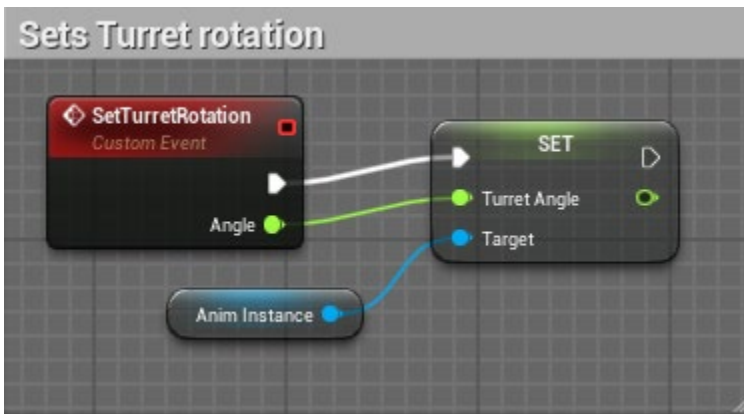 Sets Turret rotation
SetTurretRotation
Custom Event
Angle
SET
Turret Angle
Target
Anim Instance